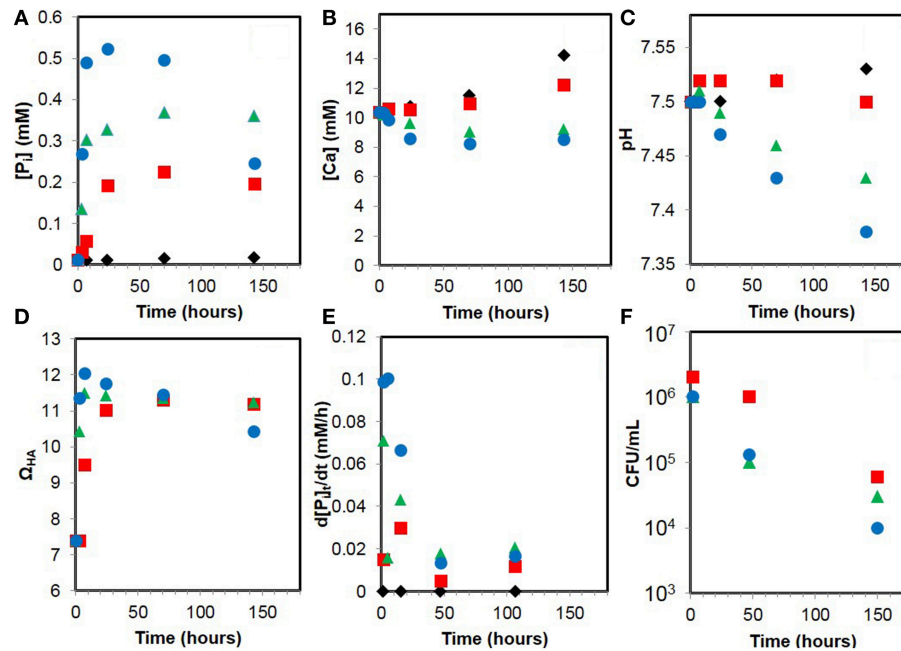 A
[Pi] (mM)
0.6
0.5
0.4
0.3
0.2
0.1
0
0 50 100 150
Time (hours)
B
[Ca] (mM)
16
14
12
10
8
6
4
2
0
0 50 100 150
Time (hours)
C
pH
7.55
7.5
7.45
7.4
7.35
0 50 100 150
Time (hours)
D
ΩHA
13
12
11
10
9
8
7
6
0 50 100 150
Time (hours)
E
d[Pi]t/dt (mM/h)
0.12
0.1
0.08
0.06
0.04
0.02
0
0 50 100 150
Time (hours)
F
CFU/mL
10⁷
10⁶
10⁵
10⁴
10³
0 50 100 150
Time (hours)